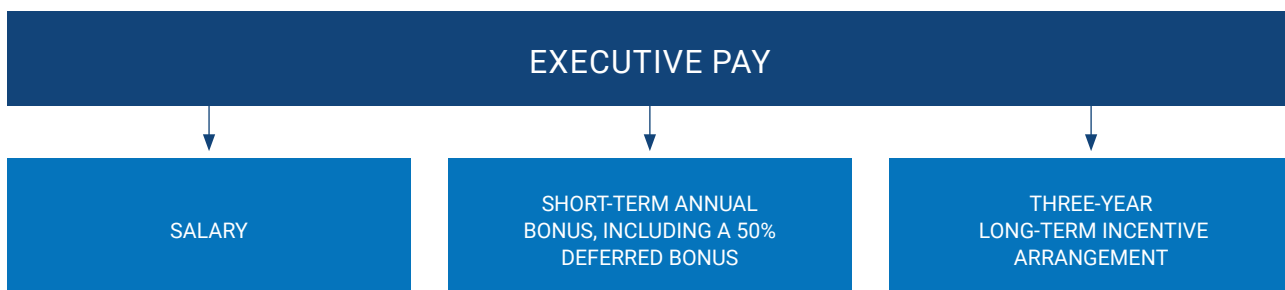 EXECUTIVE PAY
SALARY
SHORT-TERM ANNUAL
BONUS, INCLUDING A 50%
DEFERRED BONUS
THREE-YEAR
LONG-TERM INCENTIVE
ARRANGEMENT